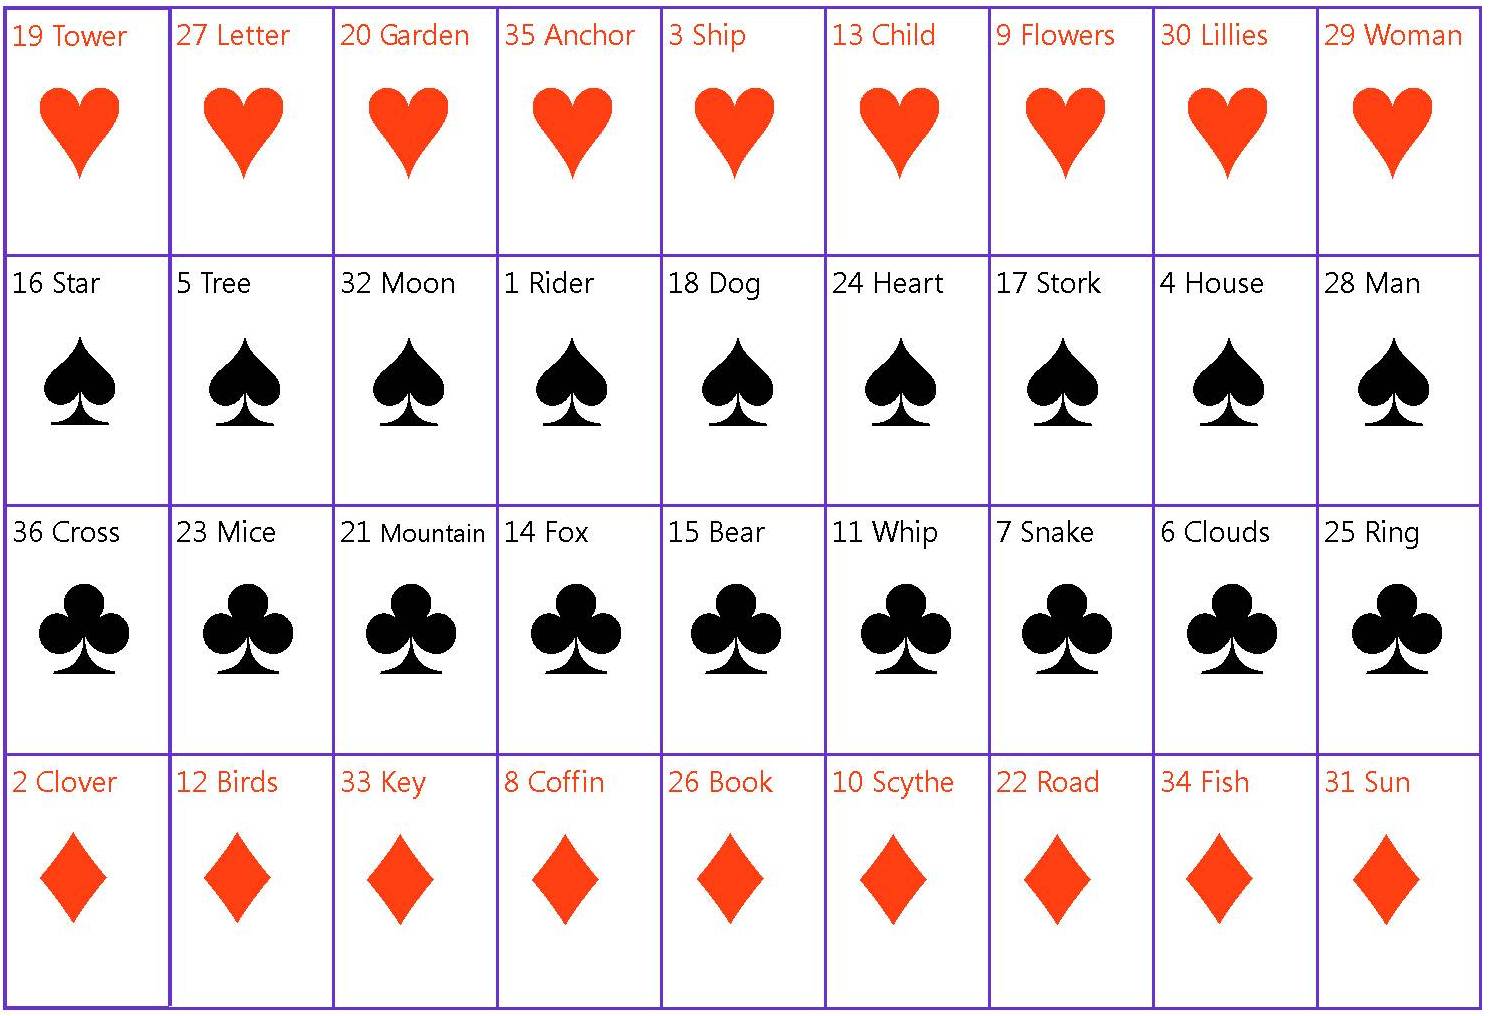 19 Tower
27 Letter
20 Garden
35 Anchor
3 Ship
13 Child
9 Flowers
30 Lillies
29 Woman
16 Star
5 Tree
32 Moon
1 Rider
18 Dog
24 Heart
17 Stork
4 House
28 Man
36 Cross
23 Mice
21 Mountain
14 Fox
15 Bear
11 Whip
7 Snake
6 Clouds
25 Ring
2 Clover
12 Birds
33 Key
8 Coffin
26 Book
10 Scythe
22 Road
34 Fish
31 Sun